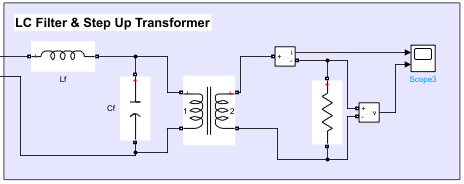 LC Filter & Step Up Transformer
Lf
Cf
1
2
+
i
-
+
v
-
Scope3